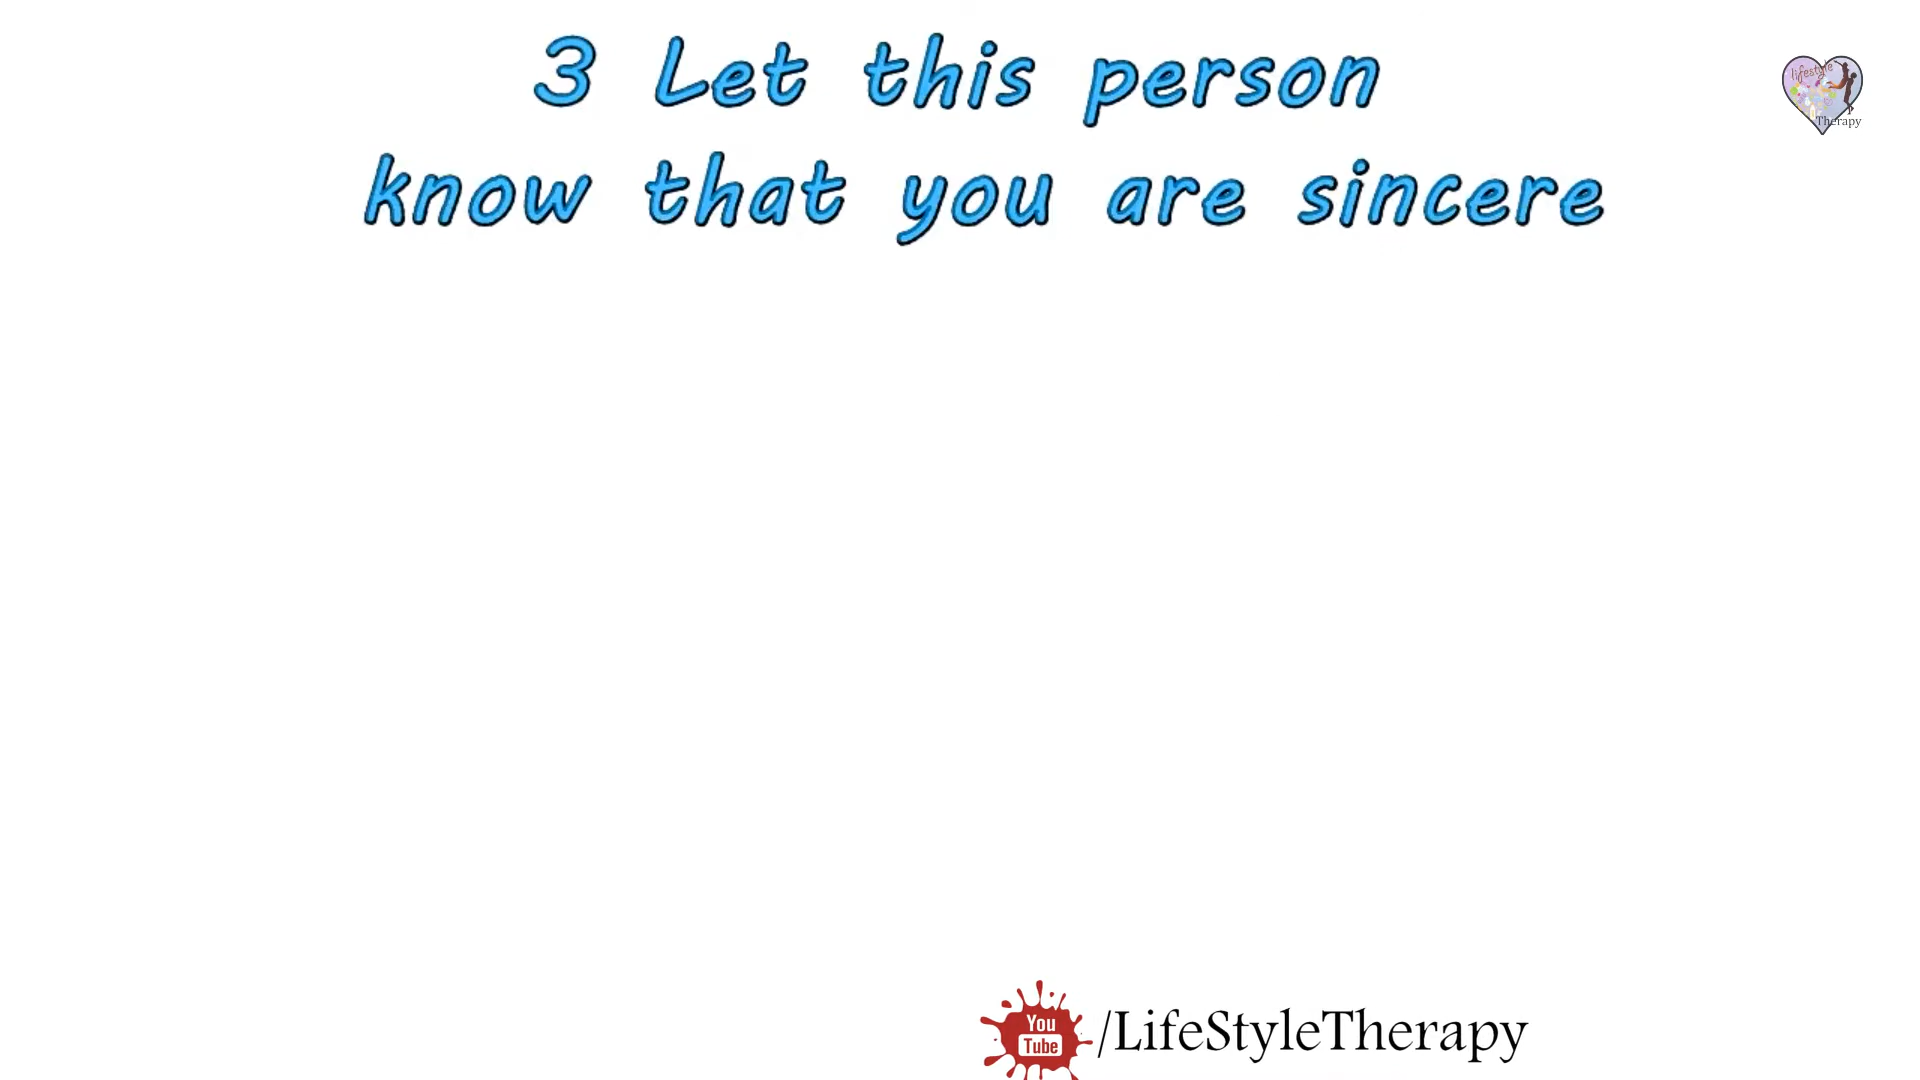 3 Let this person
know that you are sincere
lifestyle
Therapy
You
Tube
/LifeStyleTherapy